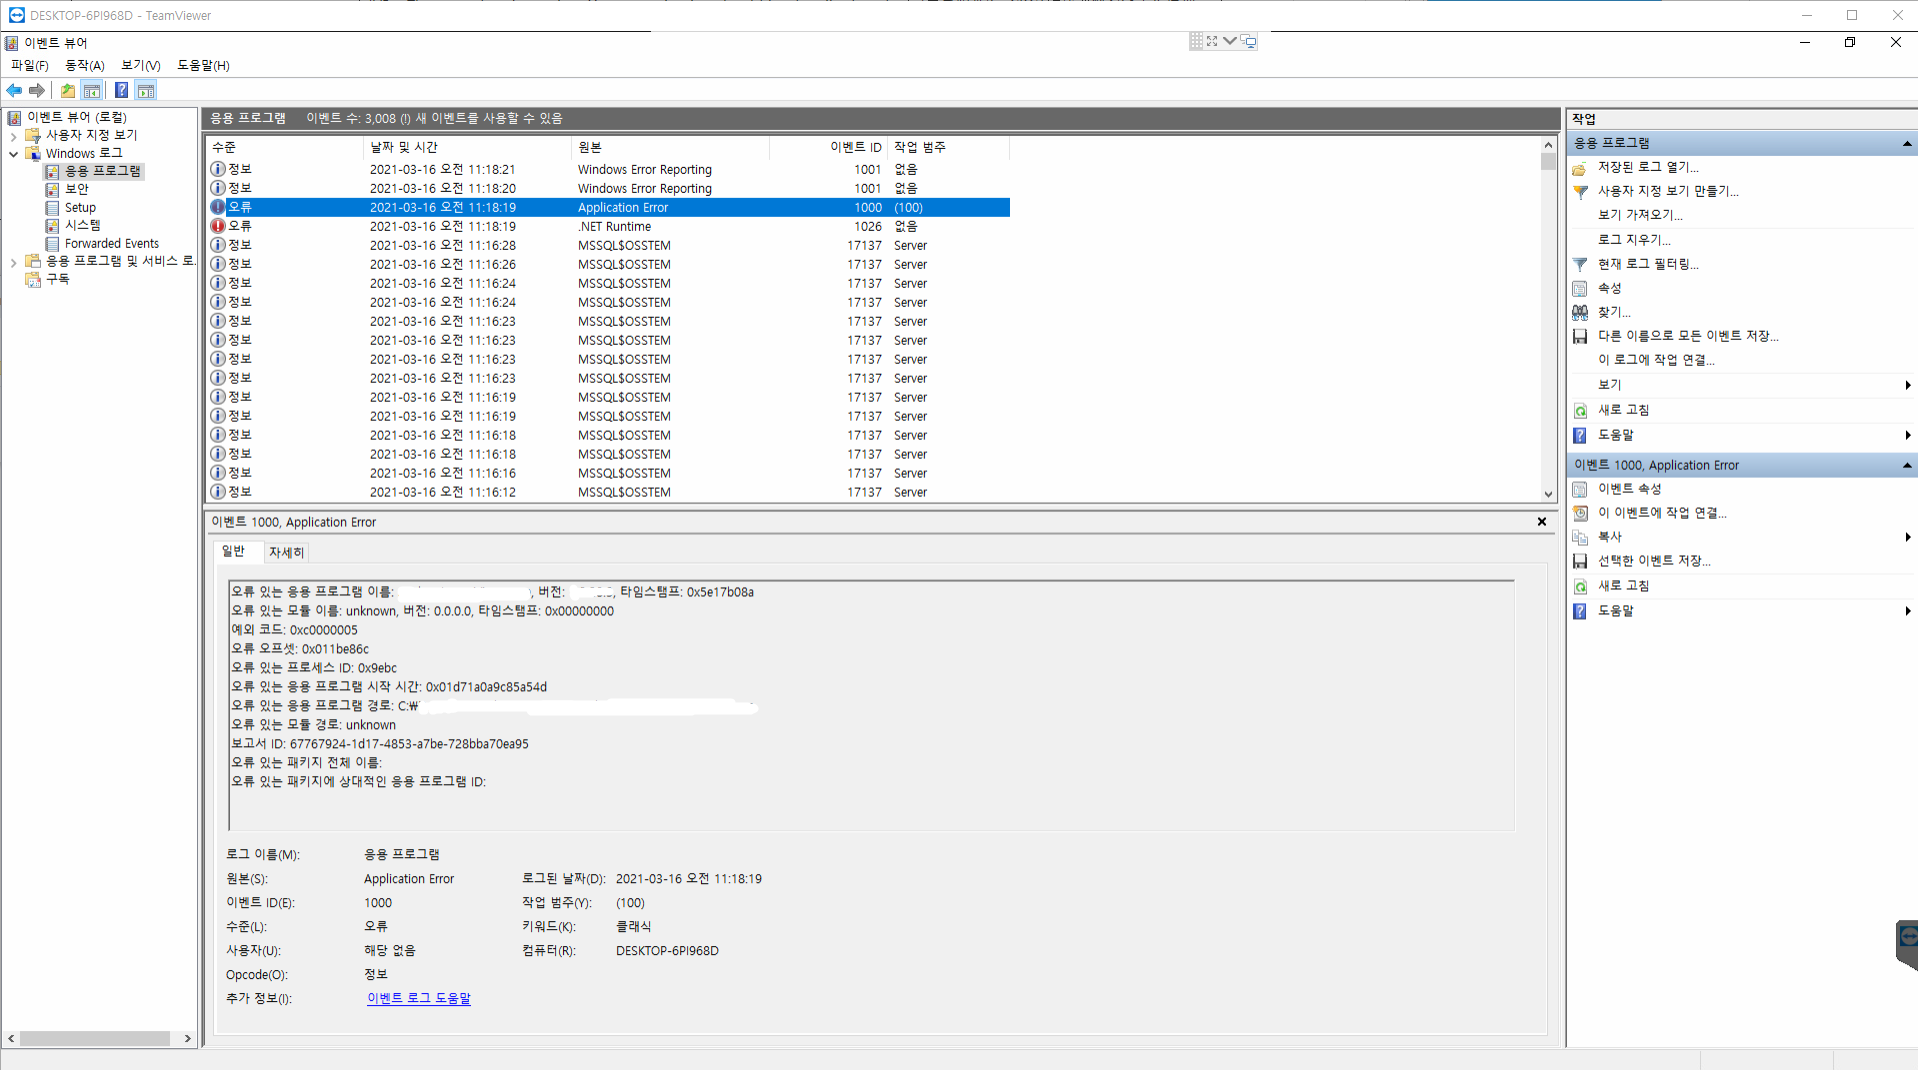 DESKTOP-6PI968D - TeamViewer
이벤트 뷰어
파일(F) 동작(A) 보기(V) 도움말(H)
이벤트 뷰어 (로컬)
사용자 지정 보기
Windows 로그
응용 프로그램
보안
Setup
시스템
Forwarded Events
응용 프로그램 및 서비스 로
구독
응용 프로그램 이벤트 수: 3,008 (!) 새 이벤트를 사용할 수 있음
수준 날짜 및 시간 원본 이벤트 ID 작업 범주
정보 2021-03-16 오전 11:18:21 Windows Error Reporting 1001 없음
정보 2021-03-16 오전 11:18:20 Windows Error Reporting 1001 없음
오류 2021-03-16 오전 11:18:19 Application Error 1000 (100)
오류 2021-03-16 오전 11:18:19 .NET Runtime 1026 없음
정보 2021-03-16 오전 11:16:28 MSSQL$OSSTEM 17137 Server
정보 2021-03-16 오전 11:16:26 MSSQL$OSSTEM 17137 Server
정보 2021-03-16 오전 11:16:24 MSSQL$OSSTEM 17137 Server
정보 2021-03-16 오전 11:16:24 MSSQL$OSSTEM 17137 Server
정보 2021-03-16 오전 11:16:23 MSSQL$OSSTEM 17137 Server
정보 2021-03-16 오전 11:16:23 MSSQL$OSSTEM 17137 Server
정보 2021-03-16 오전 11:16:23 MSSQL$OSSTEM 17137 Server
정보 2021-03-16 오전 11:16:23 MSSQL$OSSTEM 17137 Server
정보 2021-03-16 오전 11:16:19 MSSQL$OSSTEM 17137 Server
정보 2021-03-16 오전 11:16:19 MSSQL$OSSTEM 17137 Server
정보 2021-03-16 오전 11:16:18 MSSQL$OSSTEM 17137 Server
정보 2021-03-16 오전 11:16:18 MSSQL$OSSTEM 17137 Server
정보 2021-03-16 오전 11:16:16 MSSQL$OSSTEM 17137 Server
정보 2021-03-16 오전 11:16:12 MSSQL$OSSTEM 17137 Server
이벤트 1000, Application Error
일반 자세히
오류 있는 응용 프로그램 이름: , 버전: , 타임스탬프: 0x5e17b08a
오류 있는 모듈 이름: unknown, 버전: 0.0.0.0, 타임스탬프: 0x00000000
예외 코드: 0xc0000005
오류 오프셋: 0x011be86c
오류 있는 프로세스 ID: 0x9ebc
오류 있는 응용 프로그램 시작 시간: 0x01d71a0a9c85a54d
오류 있는 응용 프로그램 경로: C:₩
오류 있는 모듈 경로: unknown
보고서 ID: 67767924-1d17-4853-a7be-728bba70ea95
오류 있는 패키지 전체 이름:
오류 있는 패키지에 상대적인 응용 프로그램 ID:
로그 이름(M): 응용 프로그램
원본(S): Application Error 로그된 날짜(D): 2021-03-16 오전 11:18:19
이벤트 ID(E): 1000 작업 범주(Y): (100)
수준(L): 오류 키워드(K): 클래식
사용자(U): 해당 없음 컴퓨터(R): DESKTOP-6PI968D
Opcode(O): 정보
추가 정보(I): 이벤트 로그 도움말
작업
응용 프로그램
저장된 로그 열기...
사용자 지정 보기 만들기...
보기 가져오기...
로그 지우기...
현재 로그 필터링...
속성
찾기...
다른 이름으로 모든 이벤트 저장...
이 로그에 작업 연결...
보기
새로 고침
도움말
이벤트 1000, Application Error
이벤트 속성
이 이벤트에 작업 연결...
복사
선택한 이벤트 저장...
새로 고침
도움말